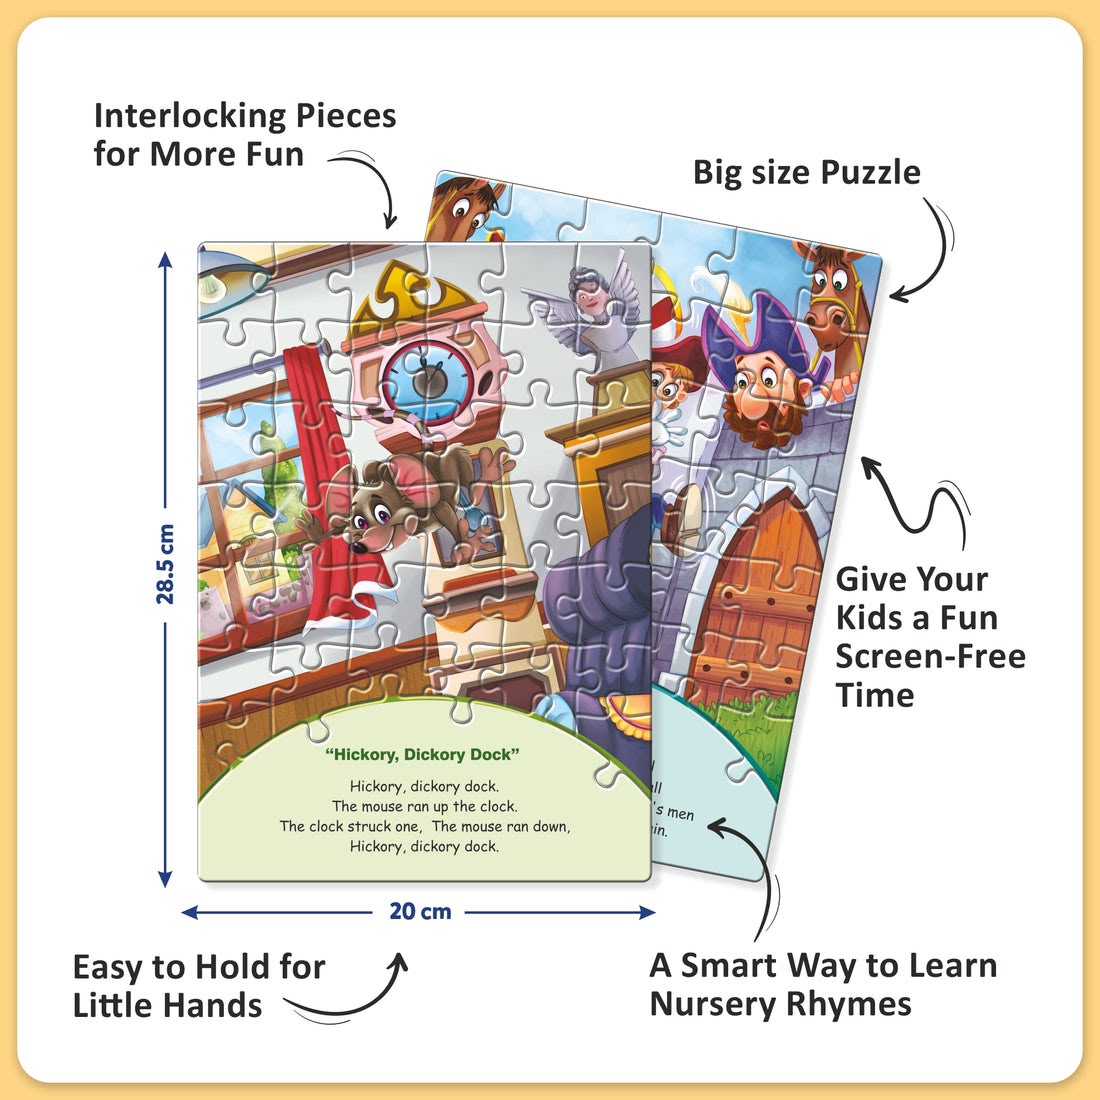 Interlocking Pieces
for More Fun
Big size Puzzle
28.5 cm
Give Your
Kids a Fun
Screen-Free
Time
“Hickory, Dickory Dock”
Hickory, dickory dock.
The mouse ran up the clock.
The clock struck one, The mouse ran down,
Hickory, dickory dock.
's men
20 cm
Easy to Hold for
Little Hands
A Smart Way to Learn
Nursery Rhymes